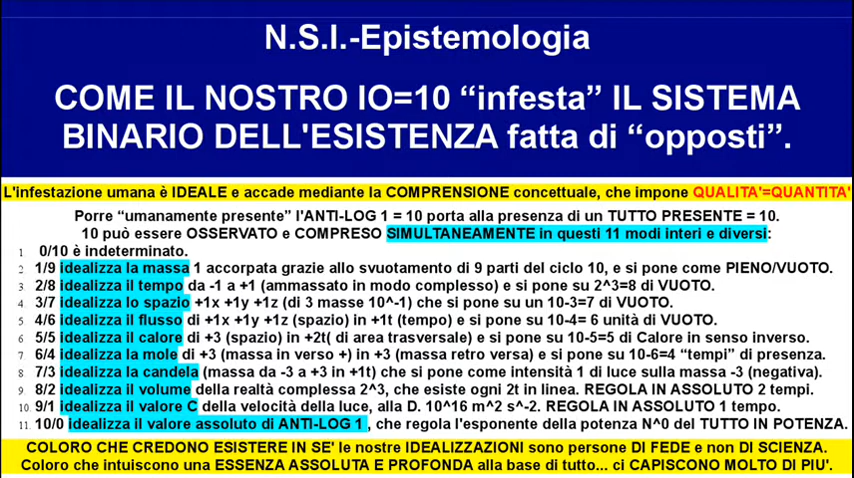 N.S.I.-Epistemologia
COME IL NOSTRO IO=10 “infesta” IL SISTEMA
BINARIO DELL'ESISTENZA fatta di “opposti”.
L'infestazione umana è IDEALE e accade mediante la COMPRENSIONE concettuale, che impone QUALITA'=QUANTITA'
Porre “umanamente presente” l'ANTI-LOG 1 = 10 porta alla presenza di un TUTTO PRESENTE = 10.
10 può essere OSSERVATO e COMPRESO SIMULTANEAMENTE in questi 11 modi interi e diversi:
1. 0/10 è indeterminato.
2. 1/9 idealizza la massa 1 accorpata grazie allo svuotamento di 9 parti del ciclo 10, e si pone come PIENO/VUOTO.
3. 2/8 idealizza il tempo da -1 a +1 (ammassato in modo complesso) e si pone su 2^3=8 di VUOTO.
4. 3/7 idealizza lo spazio +1x +1y +1z (di 3 masse 10^-1) che si pone su un 10-3=7 di VUOTO.
5. 4/6 idealizza il flusso di +1x +1y +1z (spazio) in +1t (tempo) e si pone su 10-4= 6 unità di VUOTO.
6. 5/5 idealizza il calore di +3 (spazio) in +2t( di area trasversale) e si pone su 10-5=5 di Calore in senso inverso.
7. 6/4 idealizza la mole di +3 (massa in verso +) in +3 (massa retro versa) e si pone su 10-6=4 “tempi” di presenza.
8. 7/3 idealizza la candela (massa da -3 a +3 in +1t) che si pone come intensità 1 di luce sulla massa -3 (negativa).
9. 8/2 idealizza il volume della realtà complessa 2^3, che esiste ogni 2t in linea. REGOLA IN ASSOLUTO 2 tempi.
10. 9/1 idealizza il valore C della velocità della luce, alla D. 10^16 m^2 s^-2. REGOLA IN ASSOLUTO 1 tempo.
11. 10/0 idealizza il valore assoluto di ANTI-LOG 1 , che regola l'esponente della potenza N^0 del TUTTO IN POTENZA.
COLORO CHE CREDONO ESISTERE IN SE' le nostre IDEALIZZAZIONI sono persone DI FEDE e non DI SCIENZA.
Coloro che intuiscono una ESSENZA ASSOLUTA E PROFONDA alla base di tutto... ci CAPISCONO MOLTO DI PIU'.